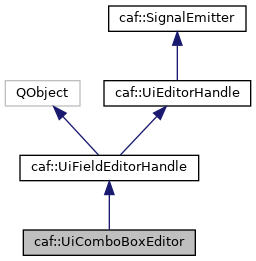 caf::SignalEmitter
QObject
caf::UiEditorHandle
caf::UiFieldEditorHandle
caf::UiComboBoxEditor